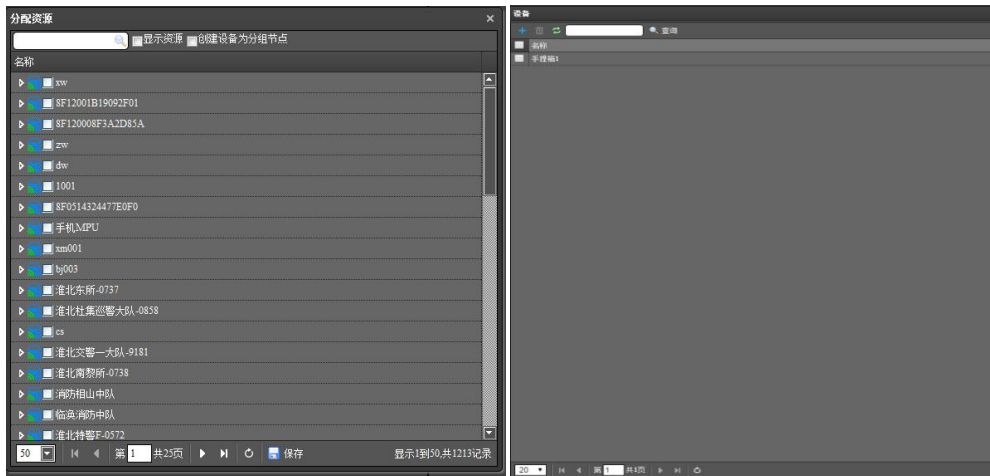 分配资源
显示资源 创建设备为分组节点
名称
xw
8F12001B19092F01
8F120008F3A2D85A
zw
dw
1001
8F0514324477E0F0
手机MPU
xm001
bj003
淮北东所-0737
淮北杜集巡警大队-0858
cs
淮北交警一大队-9181
淮北南黎所-0738
消防相山中队
临涣消防中队
淮北特警F-0572
50 第 1 共25页 保存 显示1到50,共1213记录
设备
查询
名称
手提箱1
20 第 1 共1页